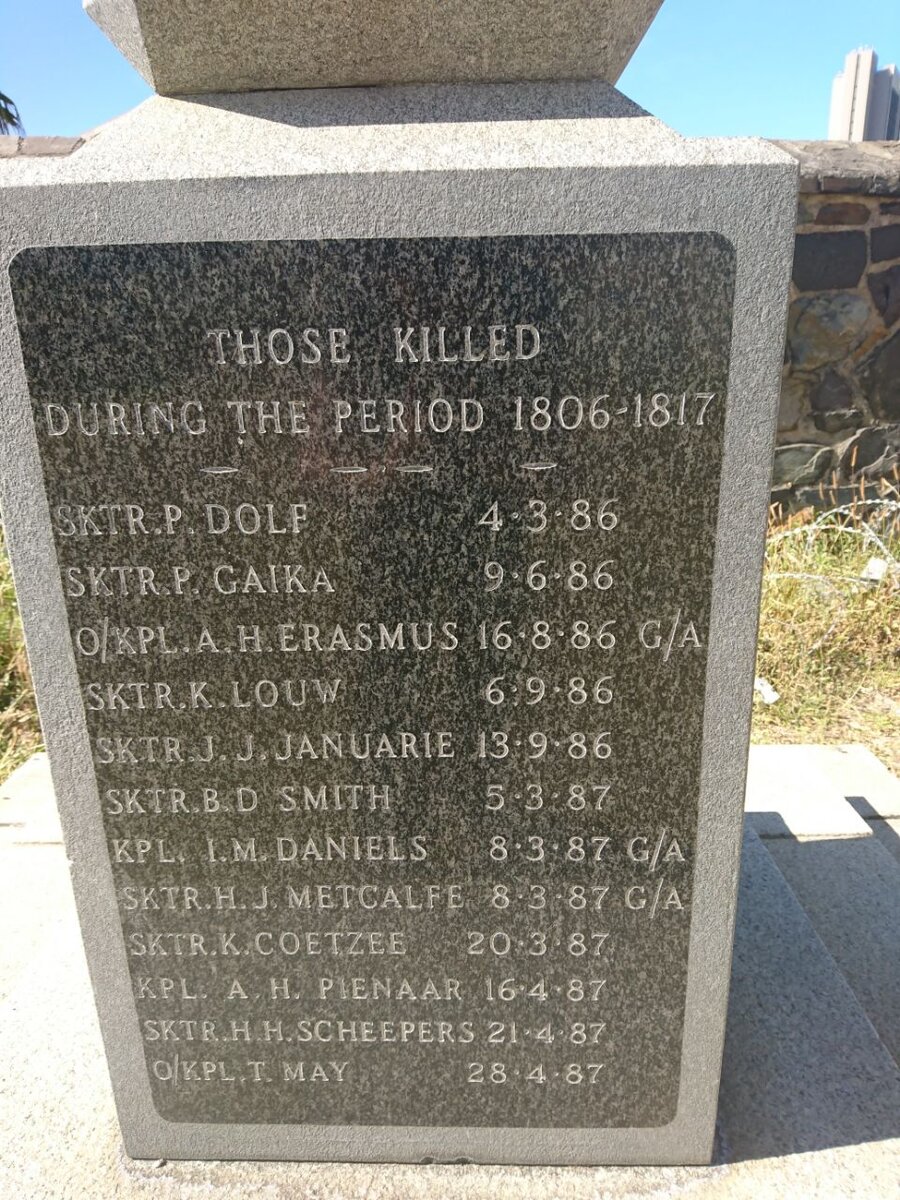 THOSE KILLED
DURING THE PERIOD 1806-1817
SKTR.P. DOLF 4·3·86
SKTR.P. GAIKA 9·6·86
O/KPL.A.H.ERASMUS 16·8·86 G/A
SKTR.K.LOUW 6·9·86
SKTR.J.J.JANUARIE 13·9·86
SKTR.B.D SMITH 5·3·87
KPL. I.M.DANIELS 8·3·87 G/A
SKTR.H.J.METCALFE 8·3·87 G/A
SKTR.K.COETZEE 20·3·87
KPL. A.H. PIENAAR 16·4·87
SKTR.H.H.SCHEEPERS 21·4·87
O/KPL.T. MAY 28·4·87